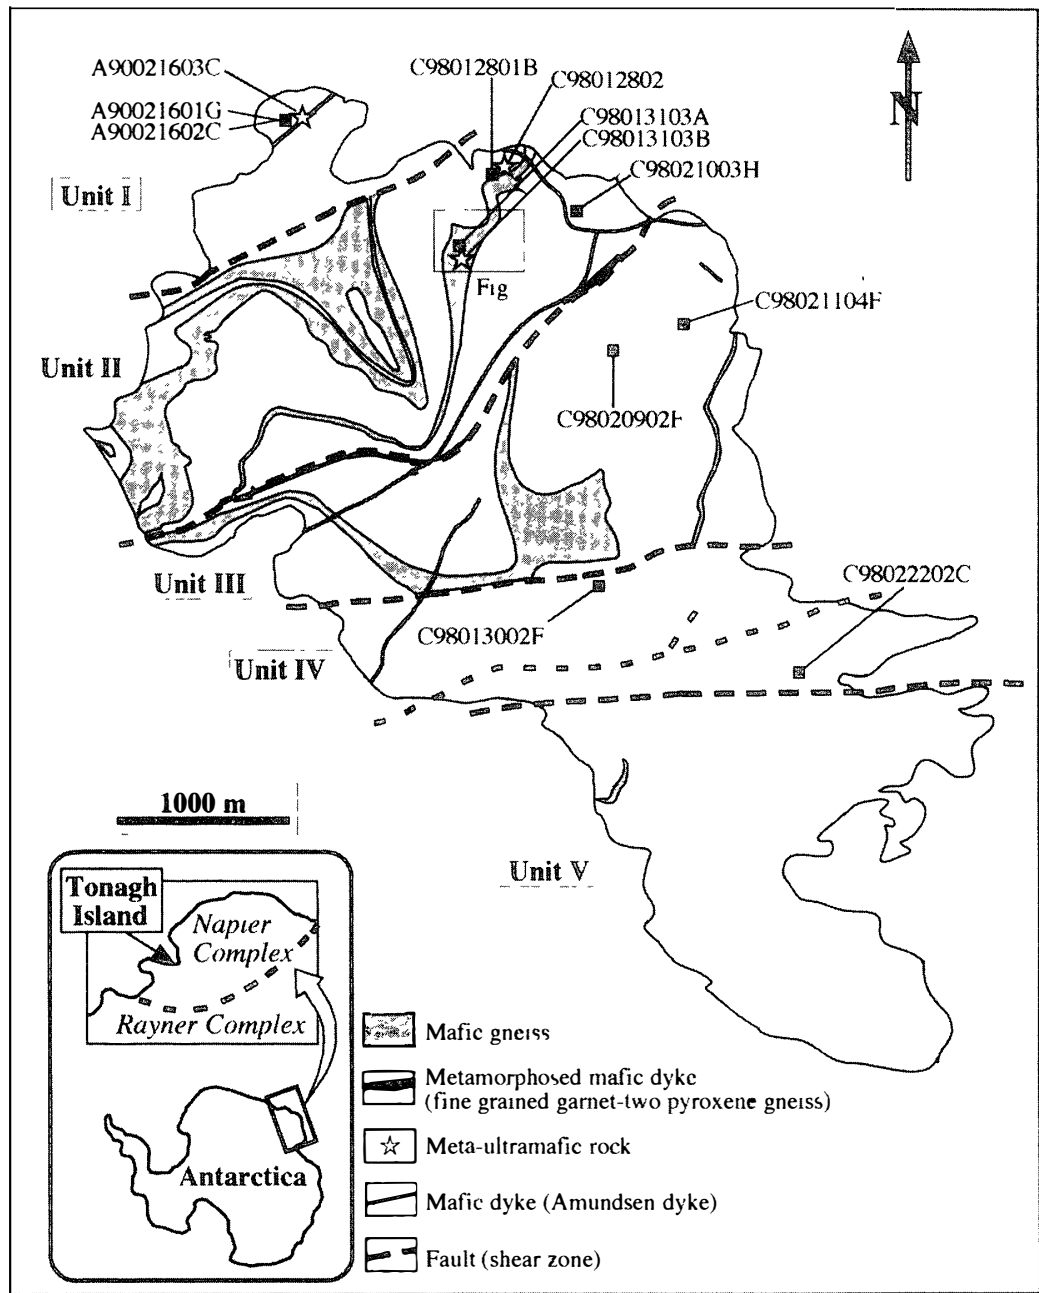 A90021603C
A90021601G
A90021602C
C98012801B
C98012802
C98013103A
C98013103B
C98021003H
N
Unit I
Fig
C98021104F
Unit II
C98020902F
Unit III
C98022202C
C98013002F
Unit IV
1000 m
Unit V
Tonagh
Island
Napier
Complex
Rayner Complex
Antarctica
Mafic gneiss
Metamorphosed mafic dyke
(fine grained garnet-two pyroxene gneiss)
Meta-ultramafic rock
Mafic dyke (Amundsen dyke)
Fault (shear zone)